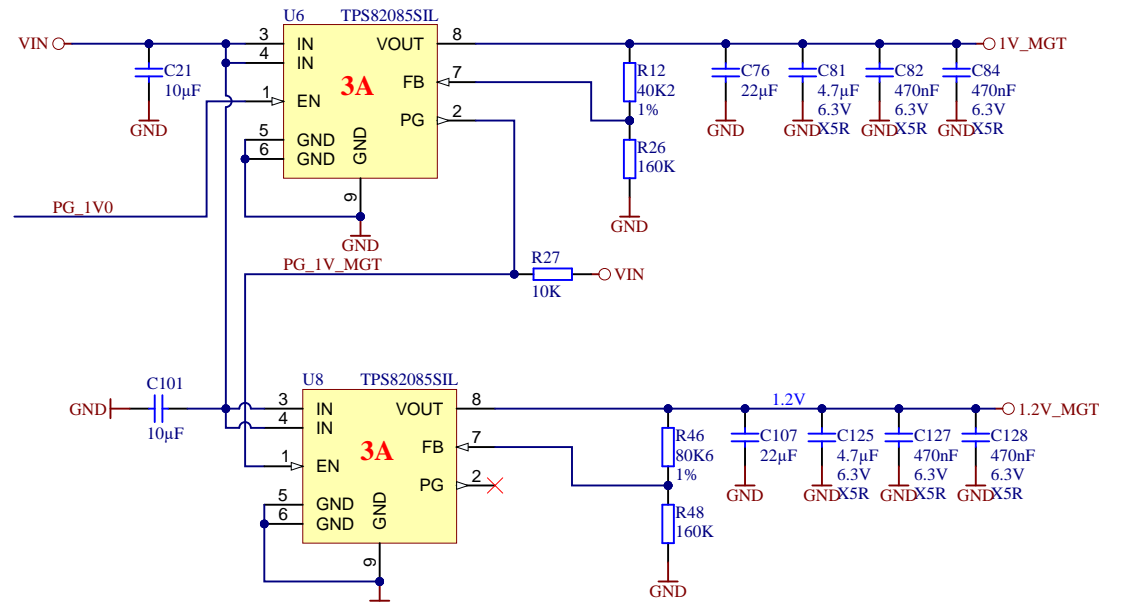 U6 TPS82085SIL
VIN
3 IN VOUT 8
1V_MGT
4 IN
C21
10µF
GND
3A
FB 7
1 EN
PG 2
5 GND
6 GND
GND
9
GND
R12
40K2
1%
R26
160K
GND
C76
22µF
GND
C81
4.7µF
6.3V
X5R
GND
C82
470nF
6.3V
X5R
GND
C84
470nF
6.3V
X5R
GND
PG_1V0
PG_1V_MGT
R27
10K
VIN
U8 TPS82085SIL
C101
GND
10µF
3 IN VOUT 8
1.2V
1.2V_MGT
4 IN
3A
FB 7
1 EN
PG 2
5 GND
6 GND
GND
9
R46
80K6
1%
R48
160K
GND
C107
22µF
GND
C125
4.7µF
6.3V
X5R
GND
C127
470nF
6.3V
X5R
GND
C128
470nF
6.3V
X5R
GND